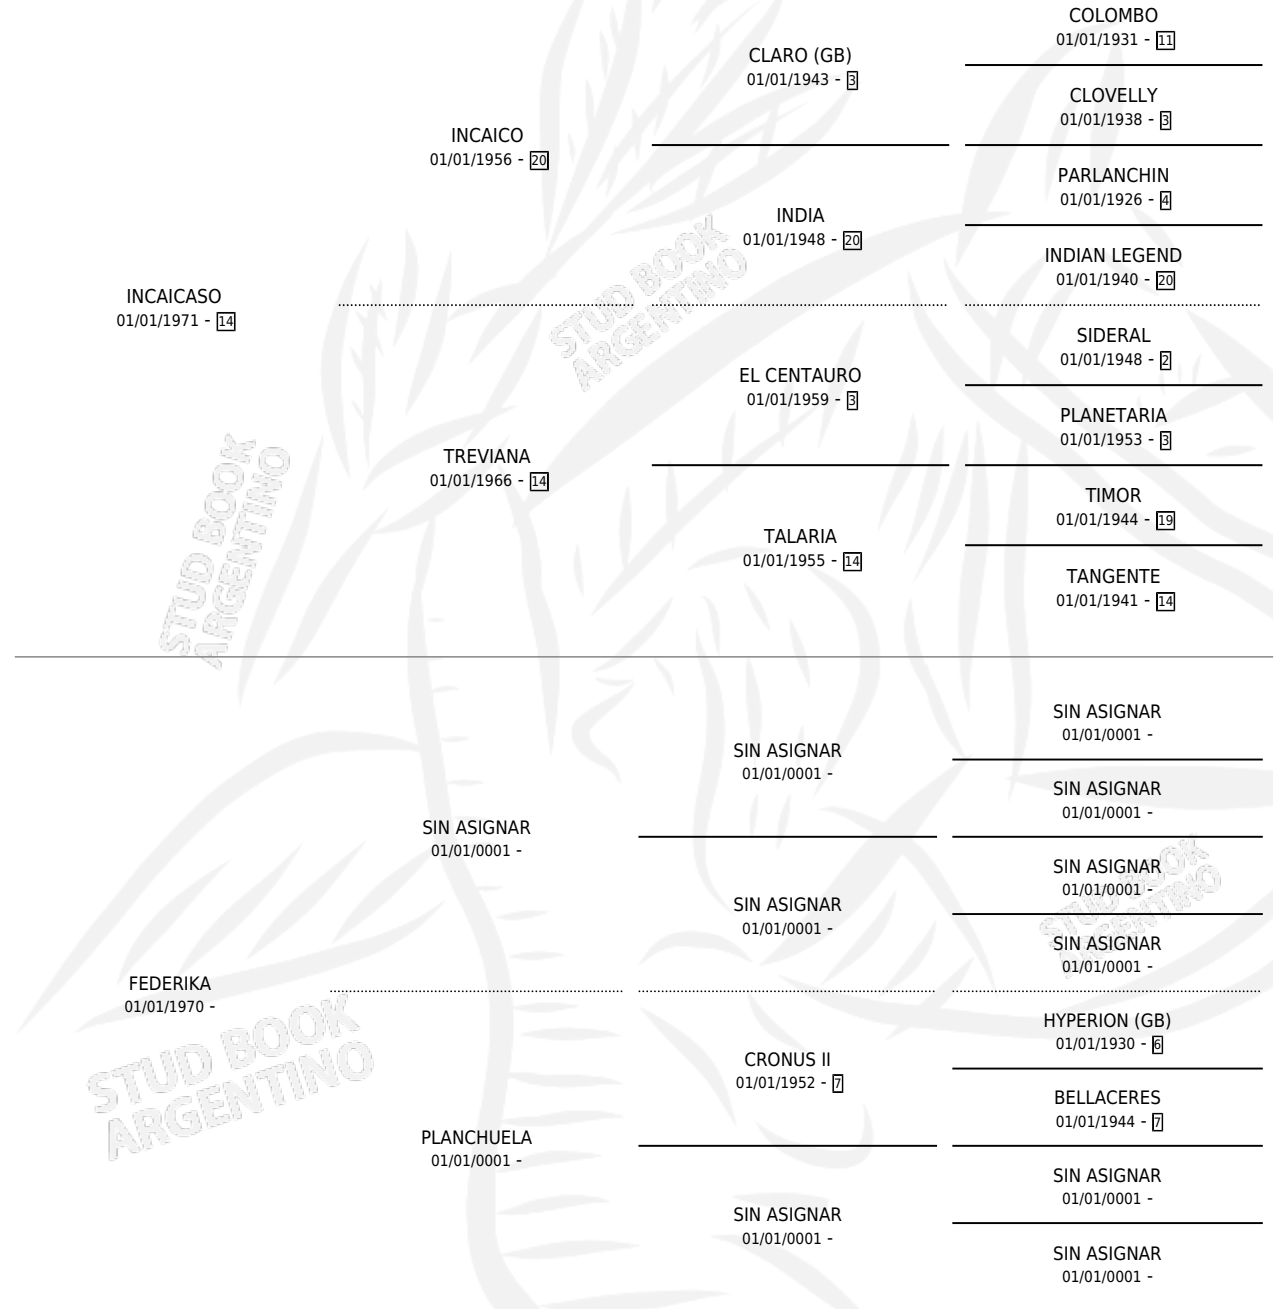 COLOMBO
01/01/1931 - 11
CLARO (GB)
01/01/1943 - 3
CLOVELLY
01/01/1938 - 3
INCAICO
01/01/1956 - 20
PARLANCHIN
01/01/1926 - 4
INDIA
01/01/1948 - 20
INDIAN LEGEND
01/01/1940 - 20
INCAICASO
01/01/1971 - 14
SIDERAL
01/01/1948 - 2
EL CENTAURO
01/01/1959 - 3
PLANETARIA
01/01/1953 - 3
TREVIANA
01/01/1966 - 14
TIMOR
01/01/1944 - 19
TALARIA
01/01/1955 - 14
TANGENTE
01/01/1941 - 14
STUD BOOK
ARGENTINO
STUD BOOK
ARGENTINO
SIN ASIGNAR
01/01/0001 -
SIN ASIGNAR
01/01/0001 -
SIN ASIGNAR
01/01/0001 -
SIN ASIGNAR
01/01/0001 -
SIN ASIGNAR
01/01/0001 -
SIN ASIGNAR
01/01/0001 -
SIN ASIGNAR
01/01/0001 -
STUD BOOK
ARGENTINO
FEDERIKA
01/01/1970 -
HYPERION (GB)
01/01/1930 - 6
CRONUS II
01/01/1952 - 7
BELLACERES
01/01/1944 - 7
PLANCHUELA
01/01/0001 -
SIN ASIGNAR
01/01/0001 -
SIN ASIGNAR
01/01/0001 -
SIN ASIGNAR
01/01/0001 -
STUD BOOK
ARGENTINO